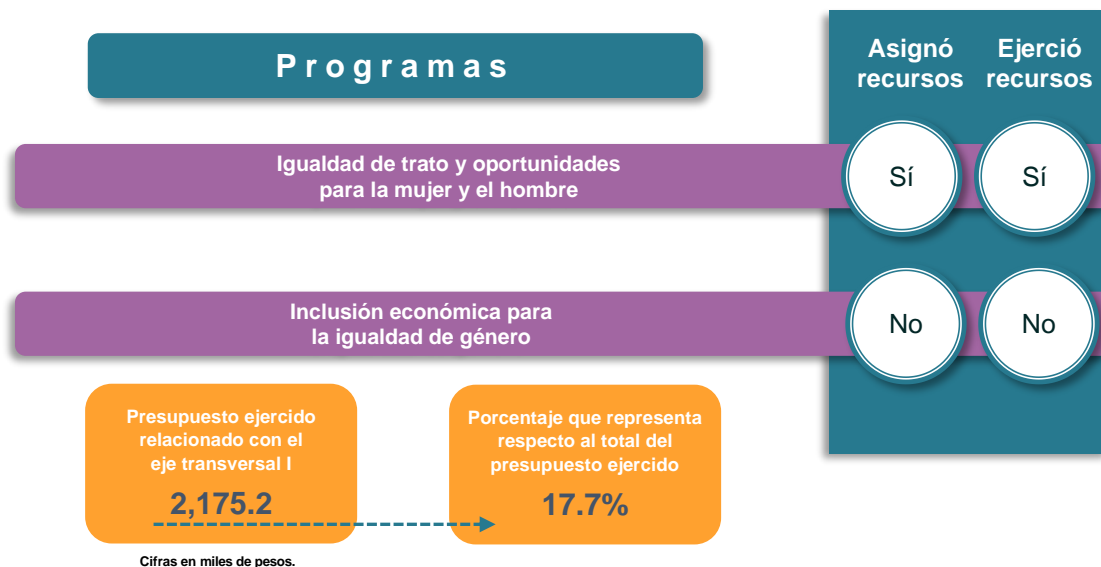 Programas
Asignó
recursos
Ejerció
recursos
Igualdad de trato y oportunidades
para la mujer y el hombre
Sí
Sí
Inclusión económica para
la igualdad de género
No
No
Presupuesto ejercido
relacionado con el
eje transversal I
2,175.2
Porcentaje que representa
respecto al total del
presupuesto ejercido
17.7%
Cifras en miles de pesos.